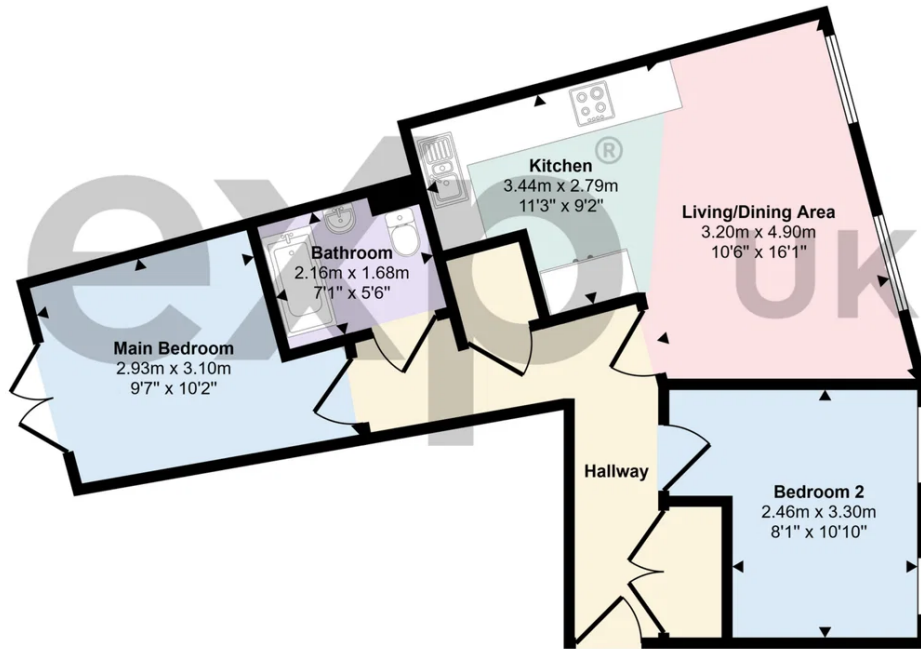 exp® UK
Kitchen
3.44m x 2.79m
11'3" x 9'2"
Living/Dining Area
3.20m x 4.90m
10'6" x 16'1"
Bathroom
2.16m x 1.68m
7'1" x 5'6"
Main Bedroom
2.93m x 3.10m
9'7" x 10'2"
Hallway
Bedroom 2
2.46m x 3.30m
8'1" x 10'10"